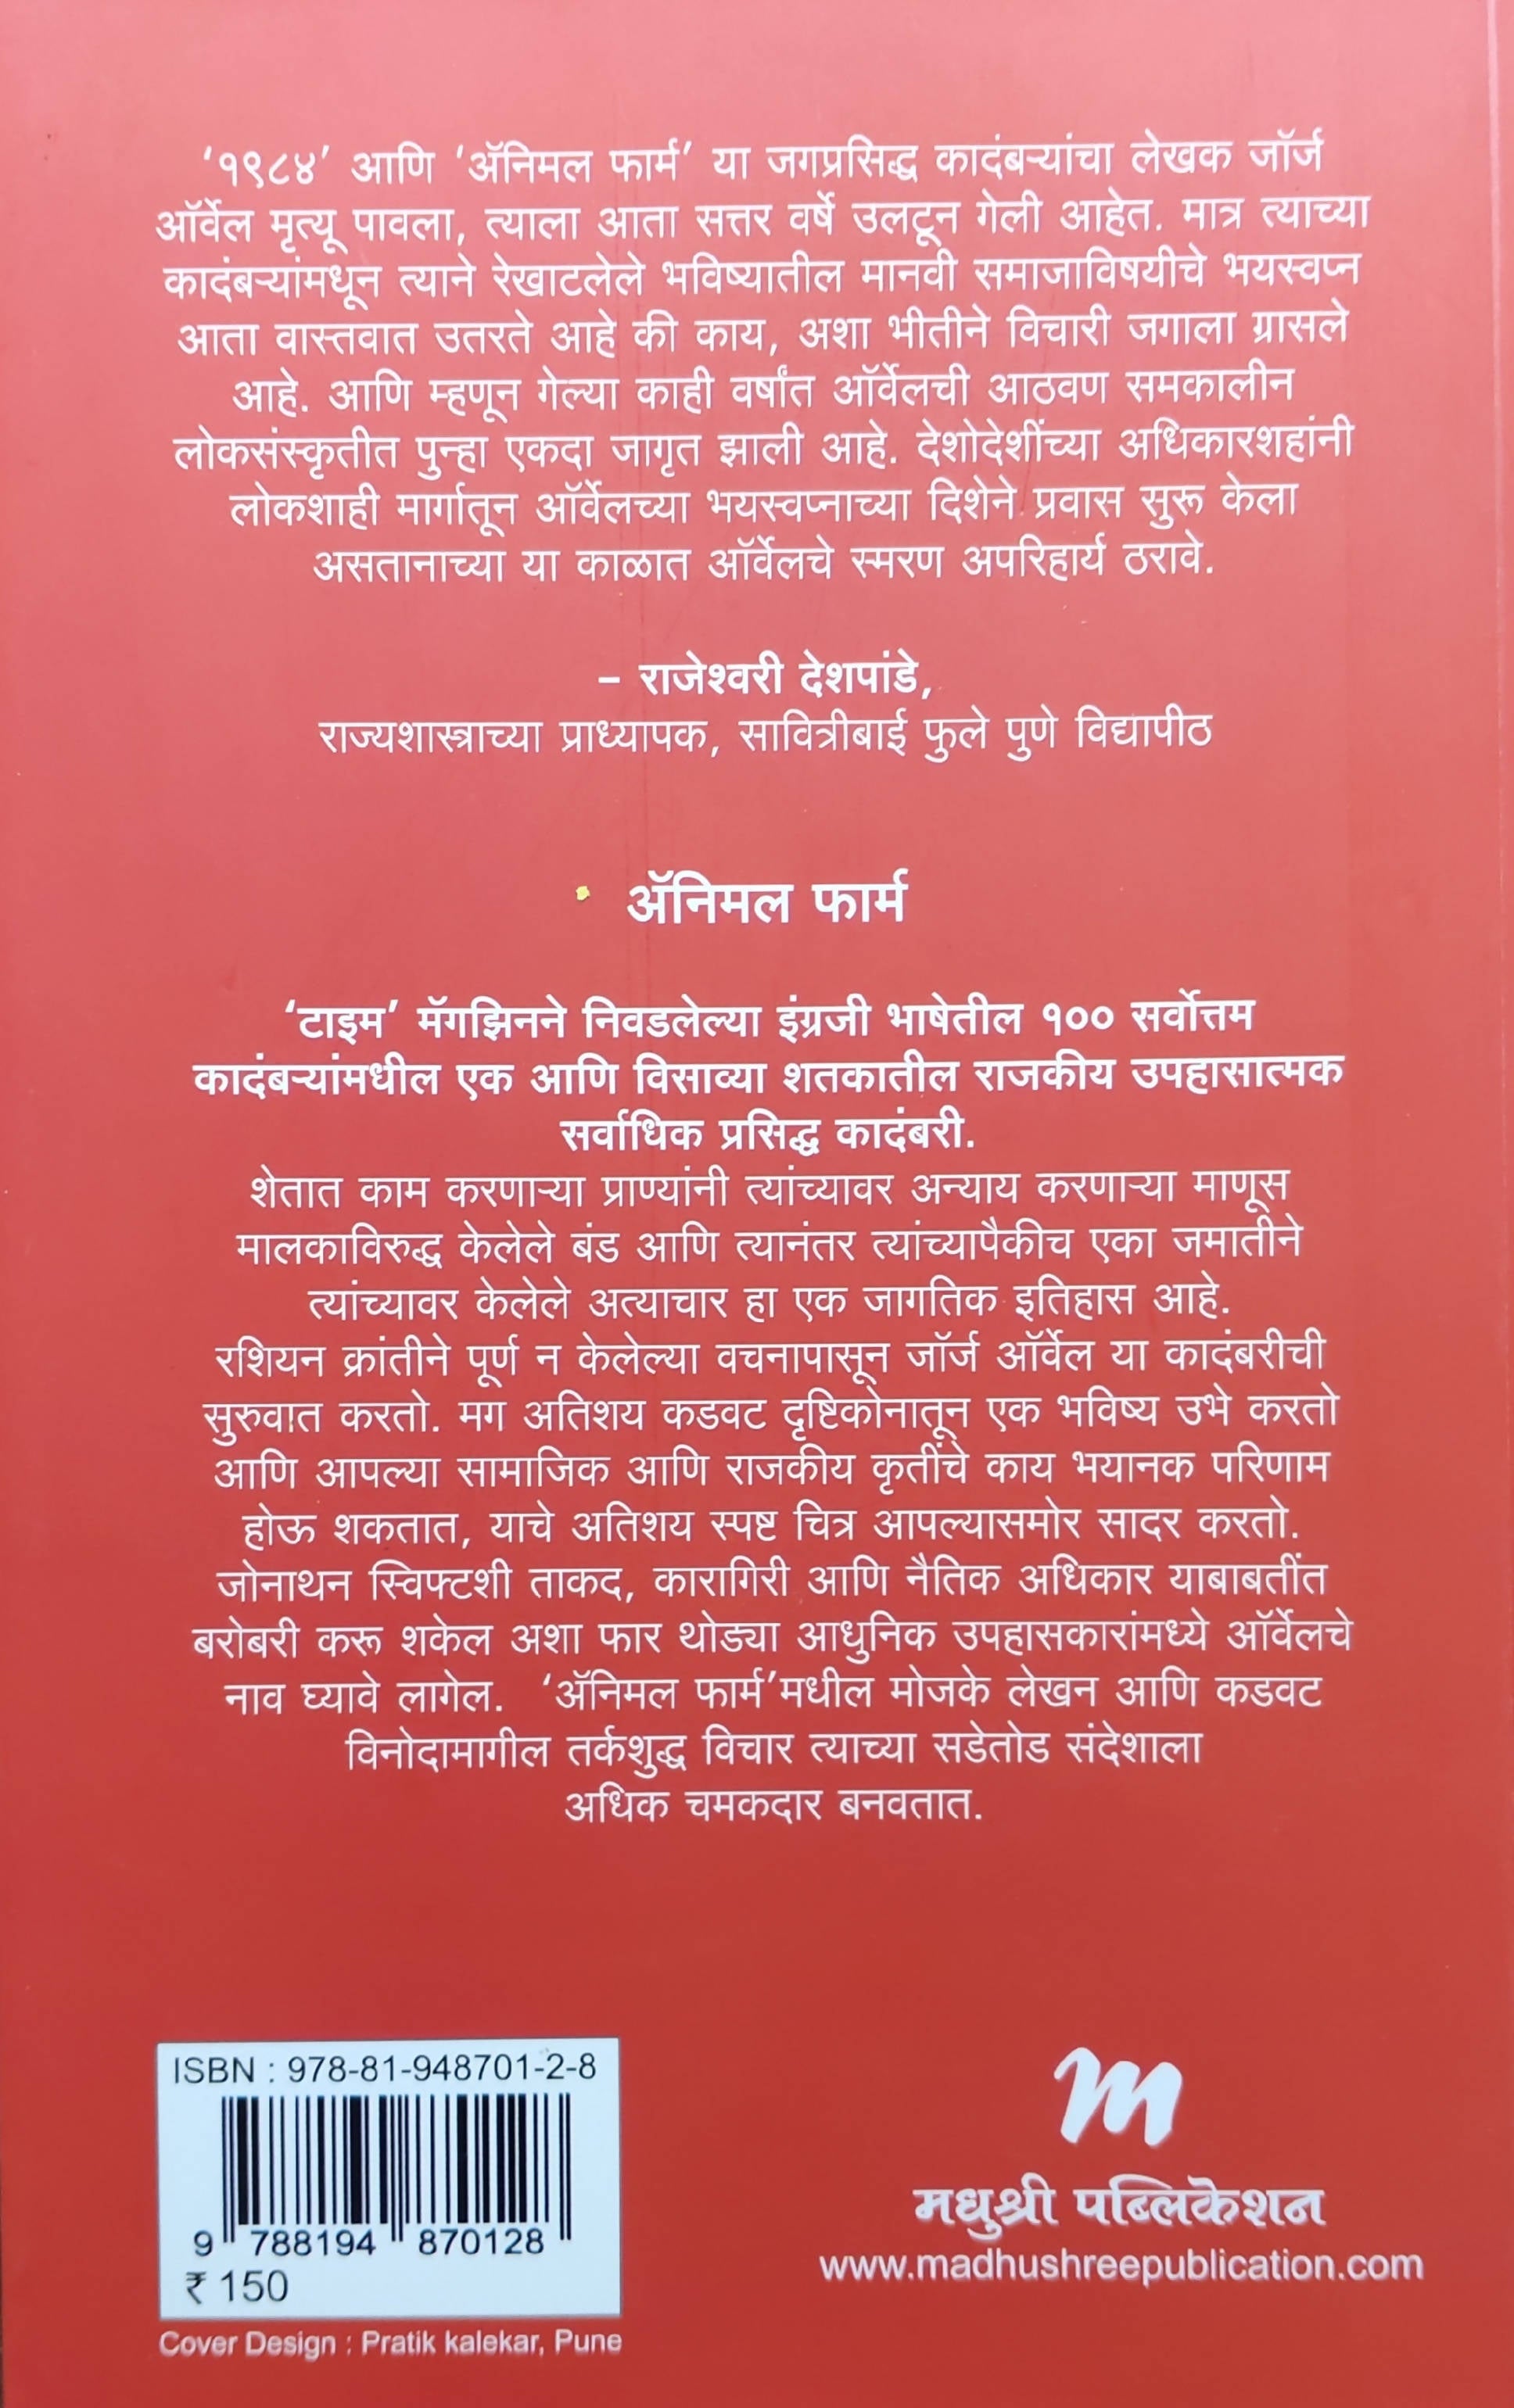 ‘१९८४’ आणि ‘ॲनिमल फार्म’ या जगप्रसिद्ध कादंबऱ्यांचा लेखक जॉर्ज
ऑर्वेल मृत्यू पावला, त्याला आता सत्तर वर्षे उलटून गेली आहेत. मात्र त्याच्या
कादंबऱ्यांमधून त्याने रेखाटलेले भविष्यातील मानवी समाजाविषयीचे भयस्वप्न
आता वास्तवात उतरते आहे की काय, अशा भीतीने विचारी जगाला ग्रासले
आहे. आणि म्हणून गेल्या काही वर्षांत ऑर्वेलची आठवण समकालीन
लोकसंस्कृतीत पुन्हा एकदा जागृत झाली आहे. देशोदेशींच्या अधिकारशहांनी
लोकशाही मार्गातून ऑर्वेलच्या भयस्वप्नाच्या दिशेने प्रवास सुरू केला
असतानाच्या या काळात ऑर्वेलचे स्मरण अपरिहार्य ठरावे.
– राजेश्वरी देशपांडे,
राज्यशास्त्राच्या प्राध्यापक, सावित्रीबाई फुले पुणे विद्यापीठ
ॲनिमल फार्म
‘टाइम’ मॅगझिनने निवडलेल्या इंग्रजी भाषेतील १०० सर्वोत्तम
कादंबऱ्यांमधील एक आणि विसाव्या शतकातील राजकीय उपहासात्मक
सर्वाधिक प्रसिद्ध कादंबरी.
शेतात काम करणाऱ्या प्राण्यांनी त्यांच्यावर अन्याय करणाऱ्या माणूस
मालकाविरुद्ध केलेले बंड आणि त्यानंतर त्यांच्यापैकीच एका जमातीने
त्यांच्यावर केलेले अत्याचार हा एक जागतिक इतिहास आहे.
रशियन क्रांतीने पूर्ण न केलेल्या वचनापासून जॉर्ज ऑर्वेल या कादंबरीची
सुरुवात करतो. मग अतिशय कडवट दृष्टिकोनातून एक भविष्य उभे करतो
आणि आपल्या सामाजिक आणि राजकीय कृतींचे काय भयानक परिणाम
होऊ शकतात, याचे अतिशय स्पष्ट चित्र आपल्यासमोर सादर करतो.
जोनाथन स्विफ्टशी ताकद, कारागिरी आणि नैतिक अधिकार याबाबतींत
बरोबरी करू शकेल अशा फार थोड्या आधुनिक उपहासकारांमध्ये ऑर्वेलचे
नाव घ्यावे लागेल. ‘ॲनिमल फार्म’मधील मोजके लेखन आणि कडवट
विनोदामागील तर्कशुद्ध विचार त्याच्या सडेतोड संदेशाला
अधिक चमकदार बनवतात.
ISBN : 978-81-948701-2-8
9 788194 870128
₹ 150
Cover Design : Pratik kalekar, Pune
m
मधुश्री पब्लिकेशन
www.madhushreepublication.com